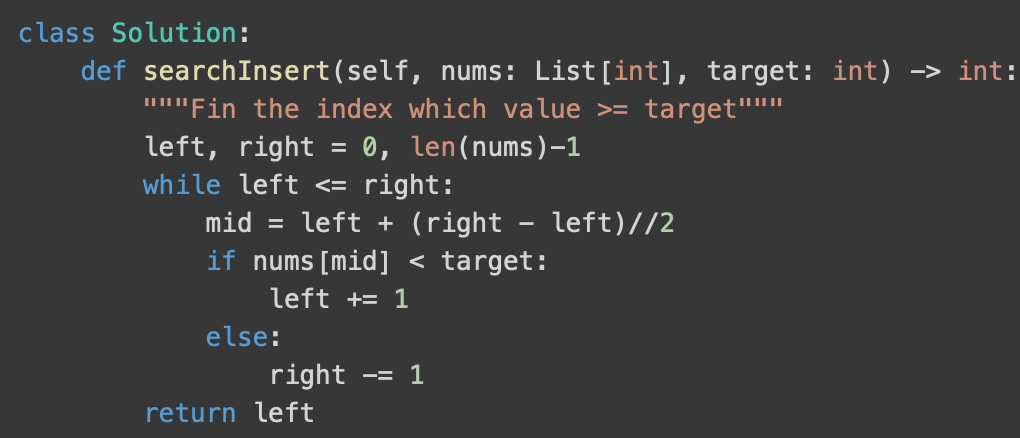 class Solution:
    def searchInsert(self, nums: List[int], target: int) -> int:
        """Fin the index which value >= target"""
        left, right = 0, len(nums)-1
        while left <= right:
            mid = left + (right - left)//2
            if nums[mid] < target:
                left += 1
            else:
                right -= 1
        return left